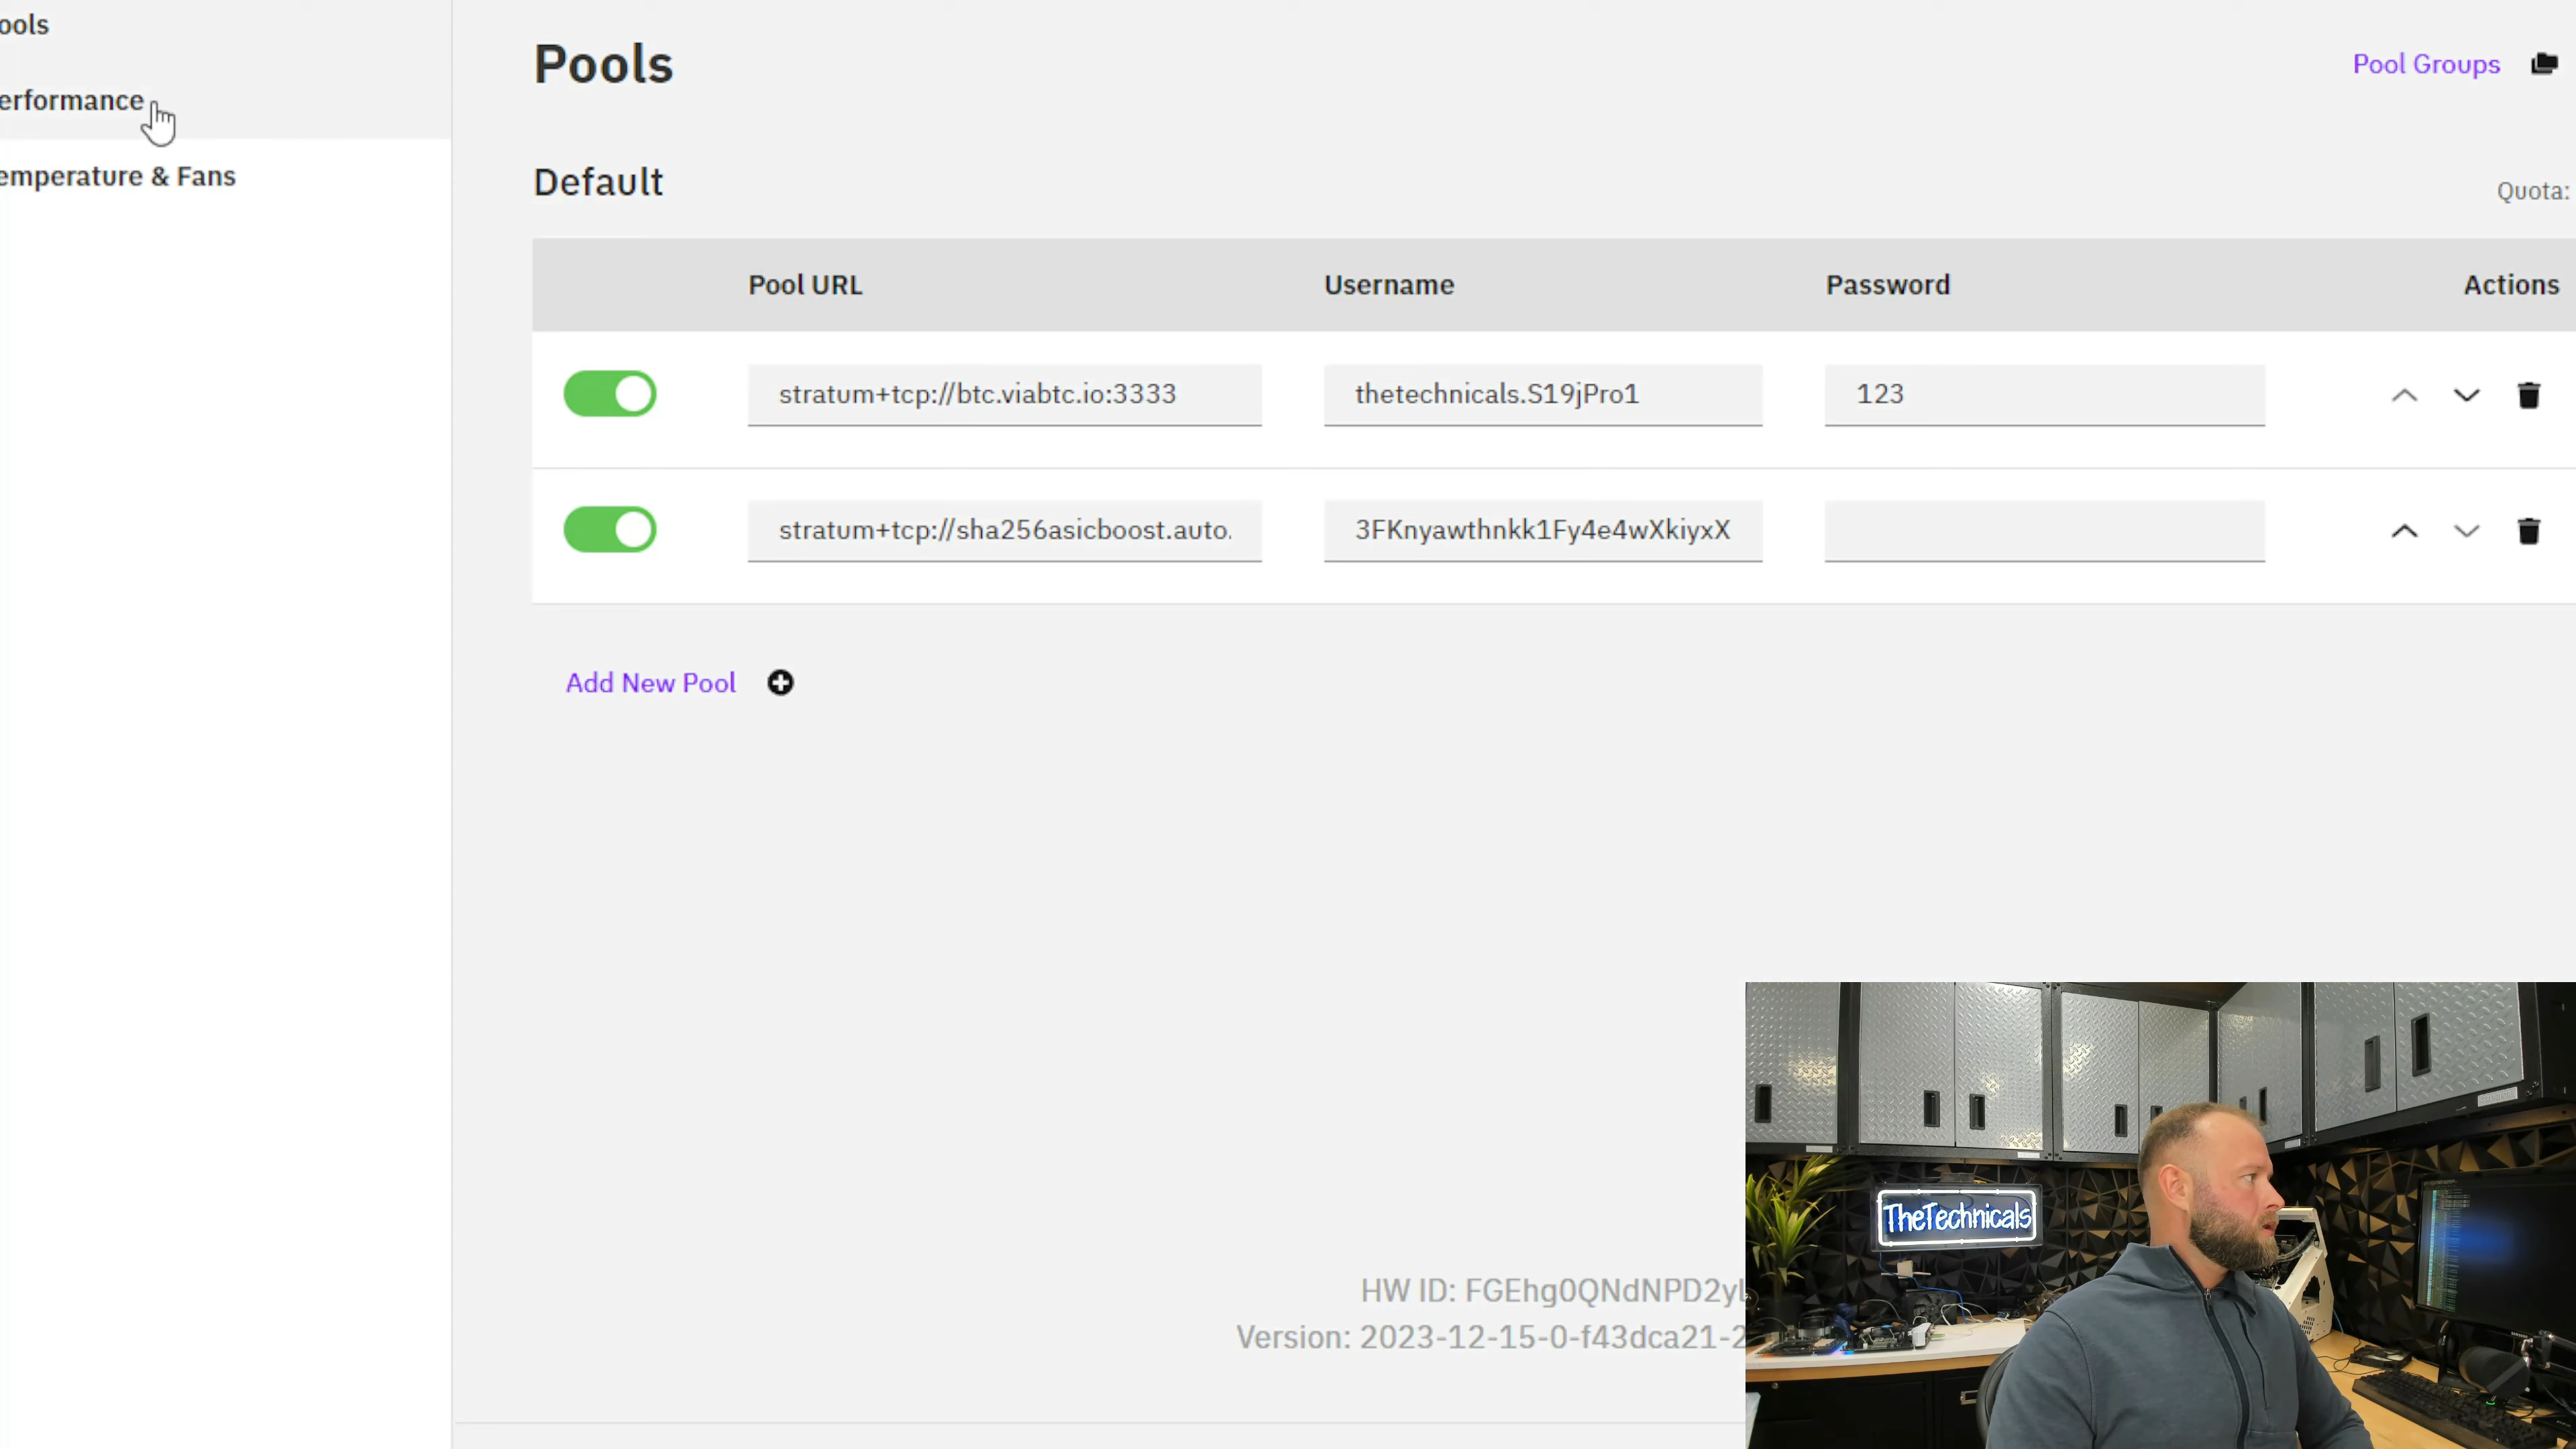 ools
erformance
emperature & Fans
Pools
Pool Groups
Default
Quota:
Pool URL Username Password Actions
stratum+tcp://btc.viabtc.io:3333 thetechnicals.S19jPro1 123
stratum+tcp://sha256asicboost.auto. 3FKnyawthnkk1Fy4e4wXkiyxX
Add New Pool
HW ID: FGEhg0QNdNPD2yl
Version: 2023-12-15-0-f43dca21-2
TheTechnicals